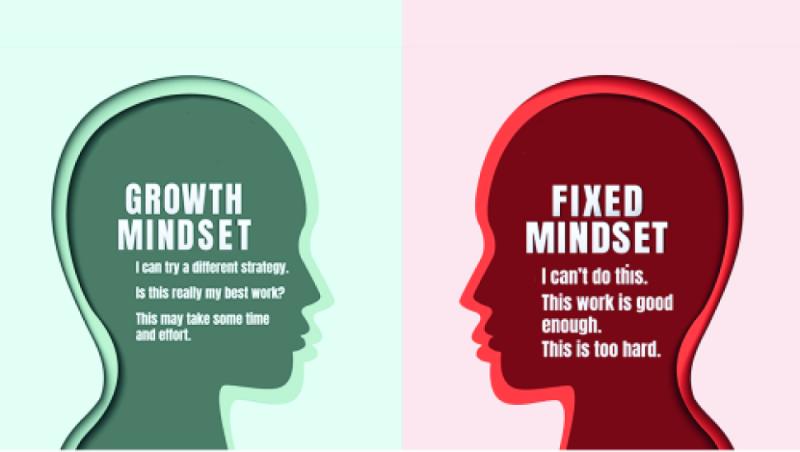 GROWTH
MINDSET
I can try a different strategy.
Is this really my best work?
This may take some time
and effort.
FIXED
MINDSET
I can't do this.
This work is good
enough.
This is too hard.